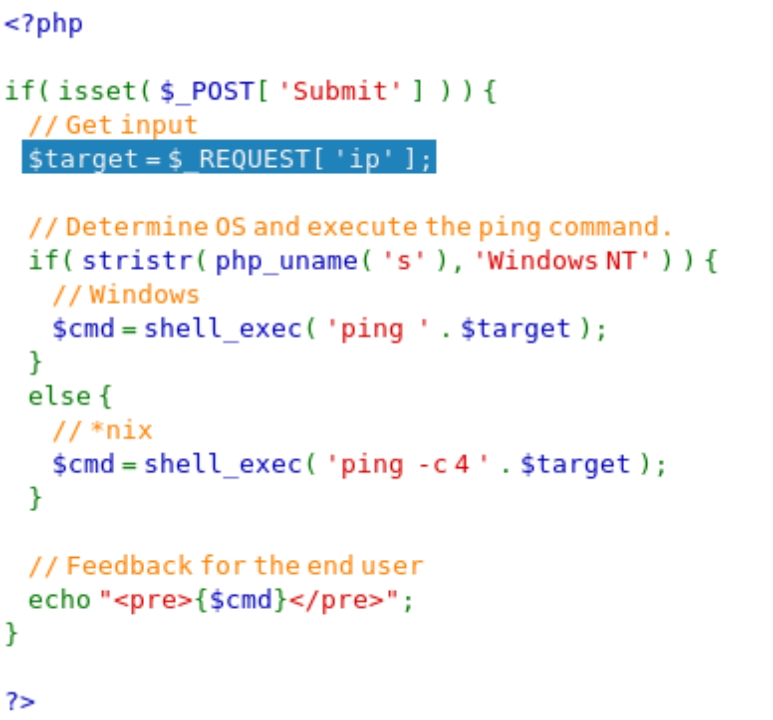 <?php
if( isset( $_POST[ 'Submit' ] ) ) {
// Get input
$target = $_REQUEST[ 'ip' ];
// Determine OS and execute the ping command.
if( stristr( php_uname( 's' ), 'Windows NT' ) ) {
// Windows
$cmd = shell_exec( 'ping ' . $target );
}
else {
// *nix
$cmd = shell_exec( 'ping -c 4 ' . $target );
}
// Feedback for the end user
echo "<pre>{$cmd}</pre>";
}
?>